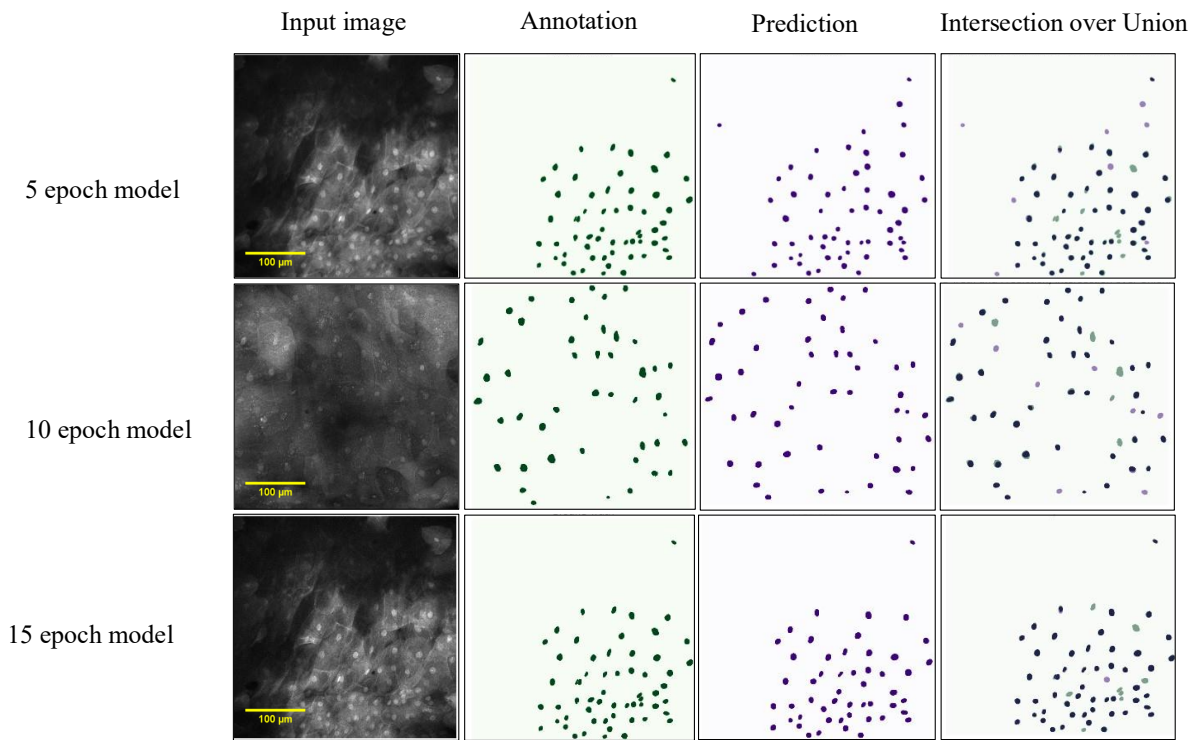 Input image
Annotation
Prediction
Intersection over Union
5 epoch model
100 µm
10 epoch model
100 µm
15 epoch model
100 µm